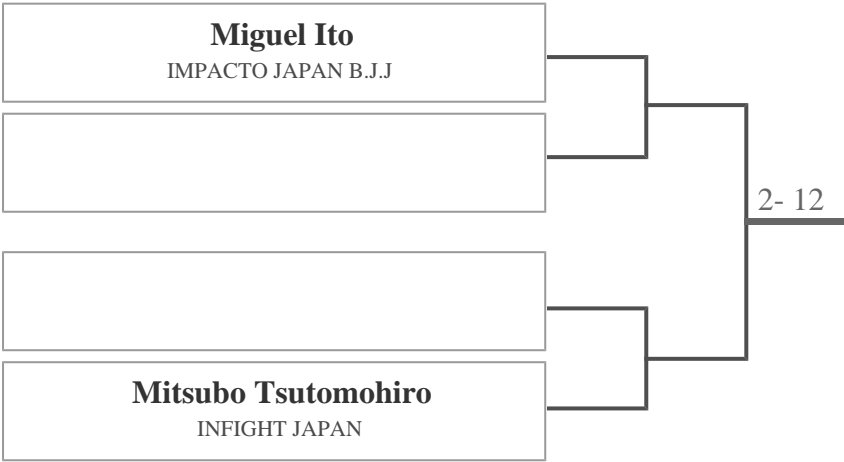 Miguel Ito
IMPACTO JAPAN B.J.J
2- 12
Mitsubo Tsutomohiro
INFIGHT JAPAN